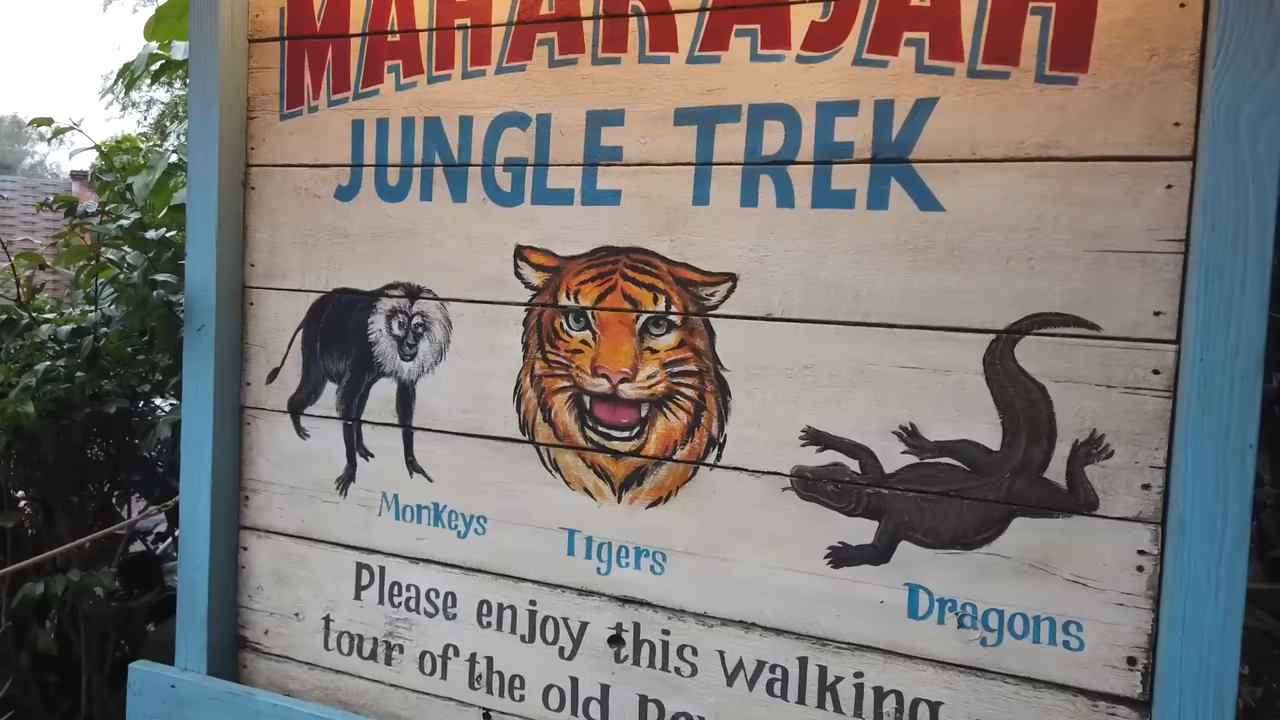 MAHARAJAH
JUNGLE TREK
Monkeys
Tigers
Dragons
Please enjoy this walking
tour of the old